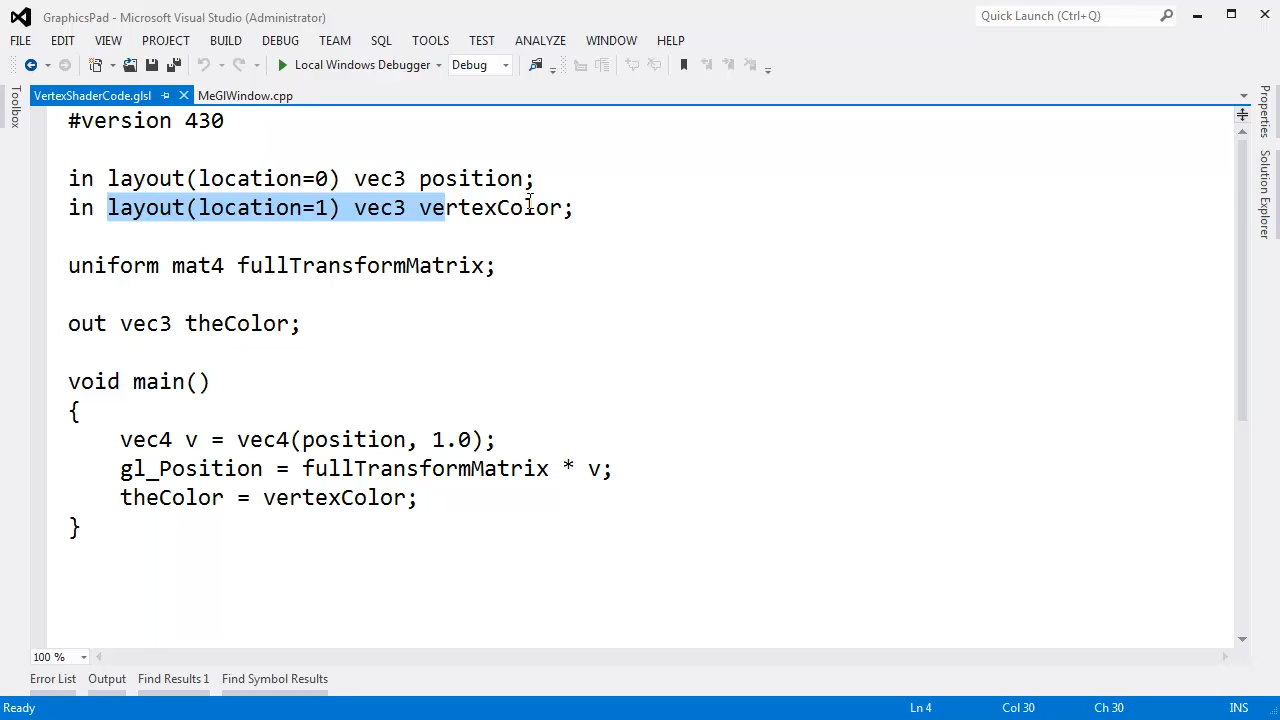 GraphicsPad - Microsoft Visual Studio (Administrator)
Quick Launch (Ctrl+Q)
FILE EDIT VIEW PROJECT BUILD DEBUG TEAM SQL TOOLS TEST ANALYZE WINDOW HELP
Local Windows Debugger Debug
VertexShaderCode.glsl MeGlWindow.cpp
Toolbox
Properties
Solution Explorer
#version 430
in layout(location=0) vec3 position;
in layout(location=1) vec3 vertexColor;
uniform mat4 fullTransformMatrix;
out vec3 theColor;
void main()
{
vec4 v = vec4(position, 1.0);
gl_Position = fullTransformMatrix * v;
theColor = vertexColor;
}
100 %
Error List Output Find Results 1 Find Symbol Results
Ready Ln 4 Col 30 Ch 30 INS